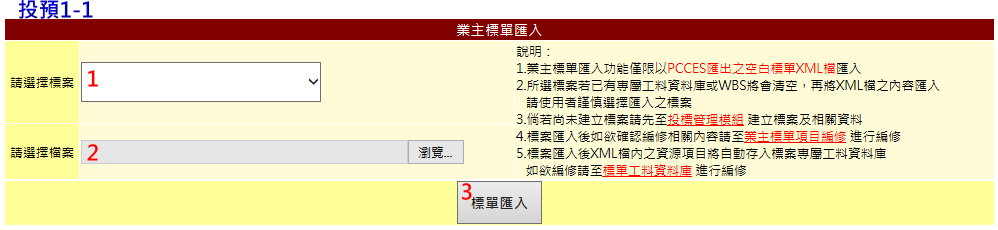 投預1-1
業主標單匯入
請選擇標案
1
說明：
1.業主標單匯入功能僅限以PCCES匯出之空白標單XML檔匯入
2.所選標案若已有專屬工料資料庫或WBS將會清空，再將XML檔之內容匯入
請使用者謹慎選擇匯入之標案
3.倘若尚未建立標案請先至投標管理模組 建立標案及相關資料
4.標案匯入後如欲確認編修相關內容請至業主標單項目編修 進行編修
5.標案匯入後XML檔內之資源項目將自動存入標案專屬工料資料庫
如欲編修請至標單工料資料庫 進行編修
請選擇檔案
2
瀏覽...
3
標單匯入